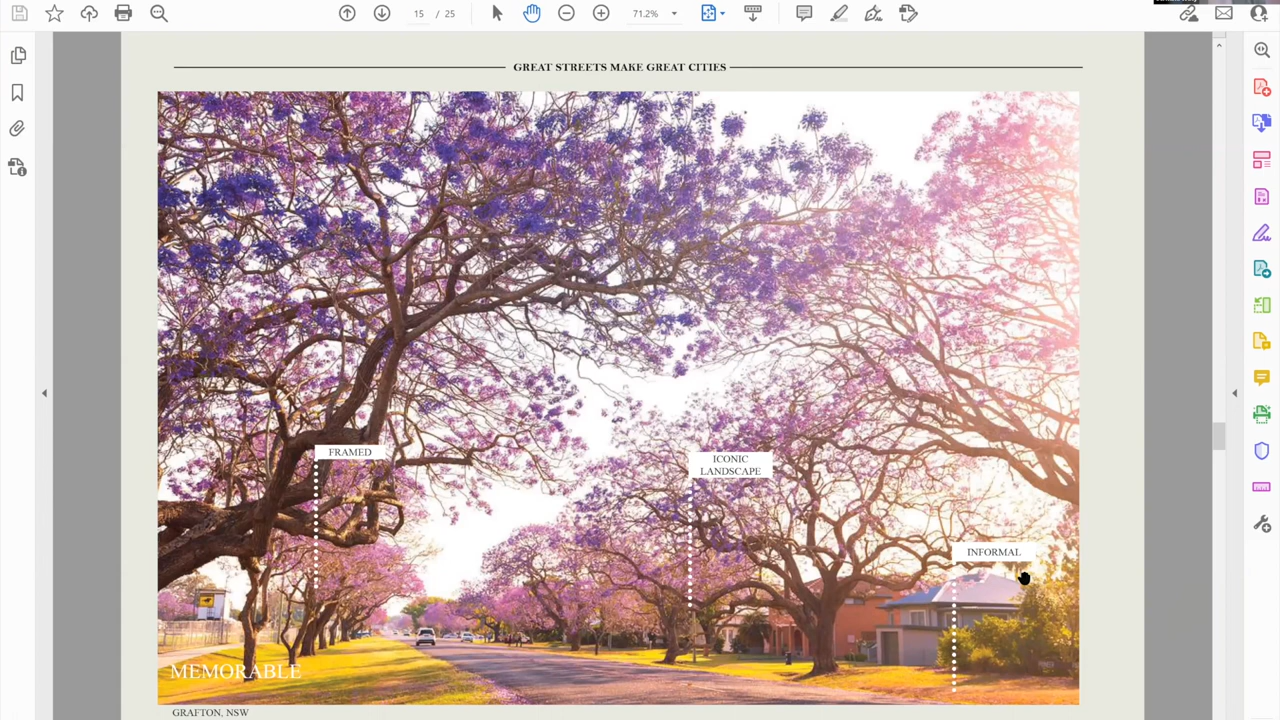 15 / 25
71.2%
GREAT STREETS MAKE GREAT CITIES
FRAMED
ICONIC
LANDSCAPE
INFORMAL
MEMORABLE
GRAFTON, NSW